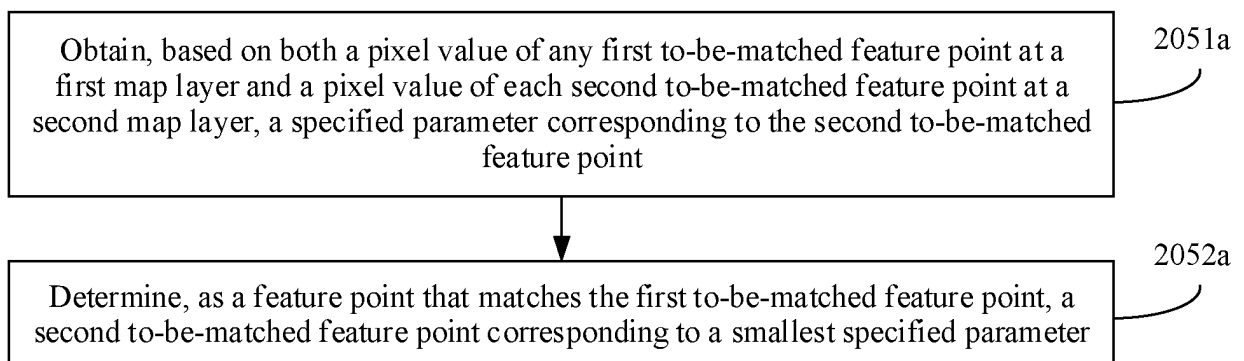 Obtain, based on both a pixel value of any first to-be-matched feature point at a
first map layer and a pixel value of each second to-be-matched feature point at a
second map layer, a specified parameter corresponding to the second to-be-matched
feature point
2051a
Determine, as a feature point that matches the first to-be-matched feature point, a
second to-be-matched feature point corresponding to a smallest specified parameter
2052a